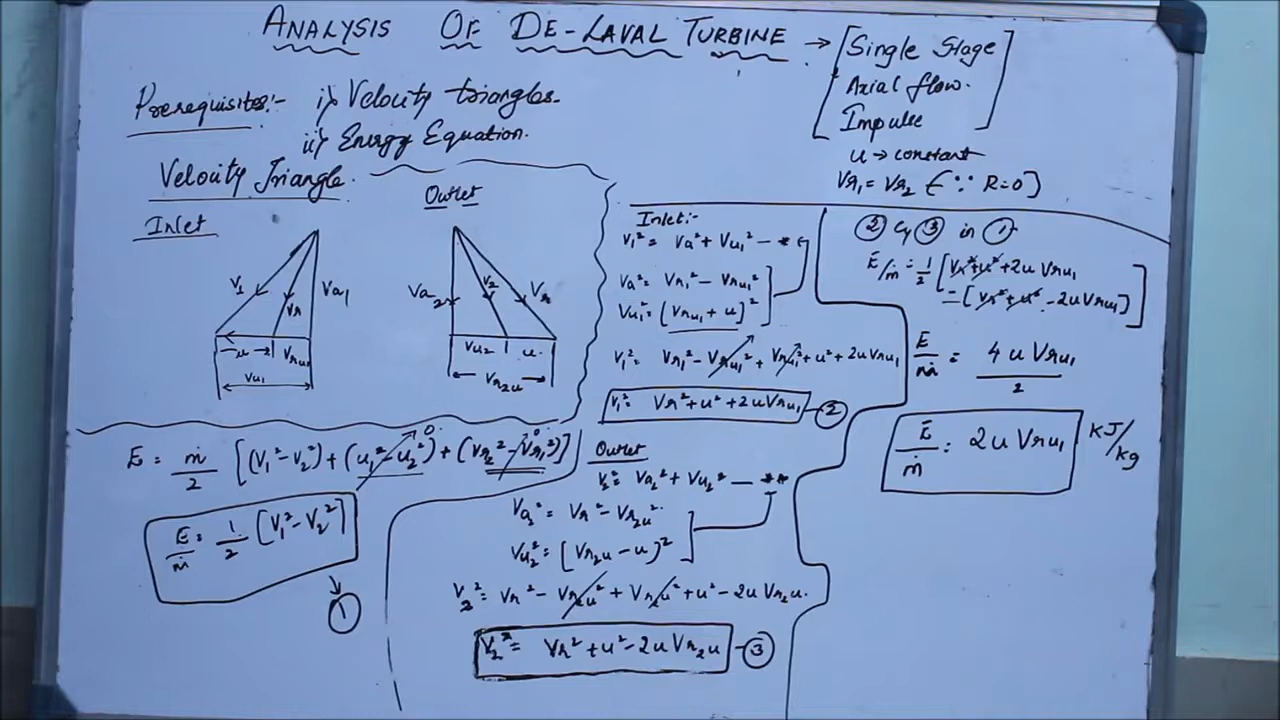 ANALYSIS OF DE-LAVAL TURBINE → [Single Stage
Axial flow.
Impulse]
u → constant
Vr₁ = Vr₂ (∵ R=0)
Prerequisites:- i) Velocity triangles.
ii) Energy Equation.
Velocity Triangle.
Inlet
V₁
Vr
Va₁
u
Vru₁
Vu₁
Outlet
Va₂
V₂
Vr
Vu₂
u
Vr₂u
E = ṁ/2 [(V₁²-V₂²)+(u₁²-u₂²)+(Vr₂²-Vr₁²)]
0
0
E/ṁ = 1/2 [V₁²-V₂²]
①
Inlet:-
V₁² = Va² + Vu₁² — *
Va² = Vr₁² - Vru₁²
Vu₁² = (Vru₁ + u)²
V₁² = Vr₁² - Vru₁² + Vru₁² + u² + 2uVru₁
V₁² = Vr² + u² + 2uVru₁ — ②
Outlet
V₂² = Va₂² + Vu₂² — **
Va₂² = Vr² - Vr₂u²
Vu₂² = [Vr₂u - u]²
V₂² = Vr² - Vr₂u² + Vr₂u² + u² - 2uVr₂u.
V₂² = Vr² + u² - 2uVr₂u — ③
② & ③ in ①
E/ṁ = 1/2 [Vr²+u²+2uVru₁
-(Vr²+u²-2uVru₁)]
E/ṁ = 4uVru₁/2
E/ṁ = 2uVru₁ KJ/kg